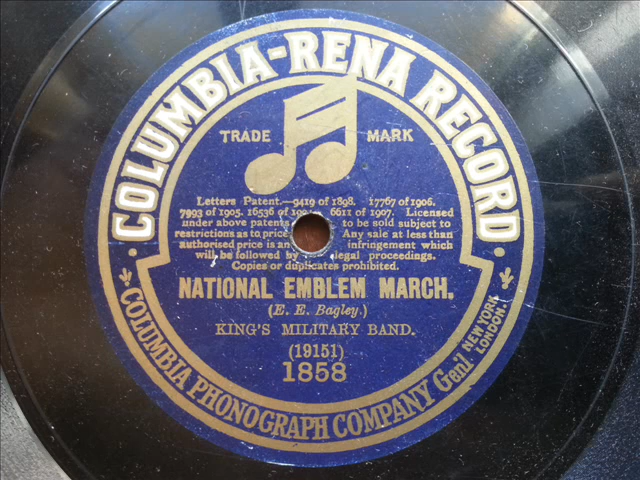 COLUMBIA-RENA RECORD
TRADE MARK
Letters Patent.—9419 of 1898. 17767 of 1906.
7993 of 1905. 16536 of 6611 of 1907. Licensed
under above patents to be sold subject to
restrictions as to price Any sale at less than
authorised price is an infringement which
will be followed by legal proceedings.
Copies or duplicates prohibited.
NATIONAL EMBLEM MARCH.
(E. E. Bagley.)
KING'S MILITARY BAND.
(19151)
1858
COLUMBIA PHONOGRAPH COMPANY Genl. NEW YORK LONDON.